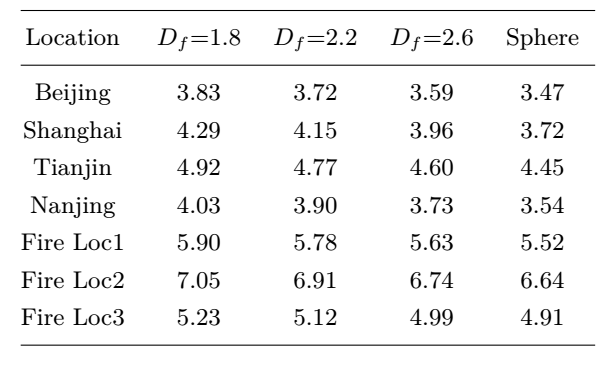 Location D_f=1.8 D_f=2.2 D_f=2.6 Sphere
Beijing 3.83 3.72 3.59 3.47
Shanghai 4.29 4.15 3.96 3.72
Tianjin 4.92 4.77 4.60 4.45
Nanjing 4.03 3.90 3.73 3.54
Fire Loc1 5.90 5.78 5.63 5.52
Fire Loc2 7.05 6.91 6.74 6.64
Fire Loc3 5.23 5.12 4.99 4.91